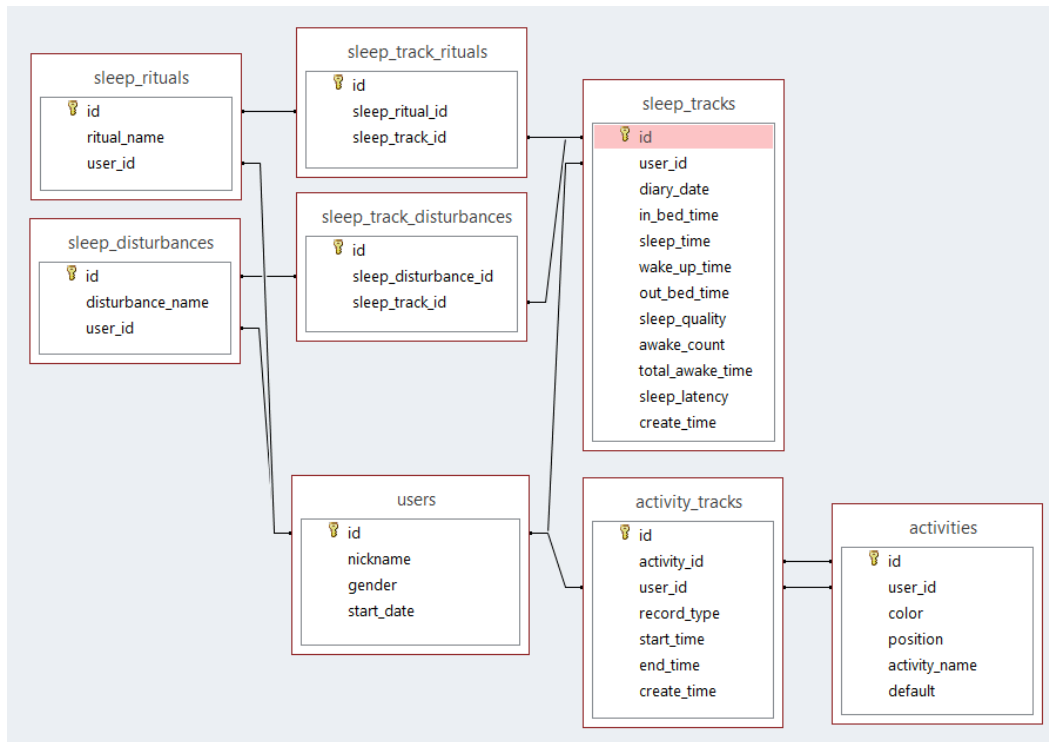 sleep_rituals
id
ritual_name
user_id
sleep_track_rituals
id
sleep_ritual_id
sleep_track_id
sleep_tracks
id
user_id
diary_date
in_bed_time
sleep_time
wake_up_time
out_bed_time
sleep_quality
awake_count
total_awake_time
sleep_latency
create_time
sleep_disturbances
id
disturbance_name
user_id
sleep_track_disturbances
id
sleep_disturbance_id
sleep_track_id
users
id
nickname
gender
start_date
activity_tracks
id
activity_id
user_id
record_type
start_time
end_time
create_time
activities
id
user_id
color
position
activity_name
default